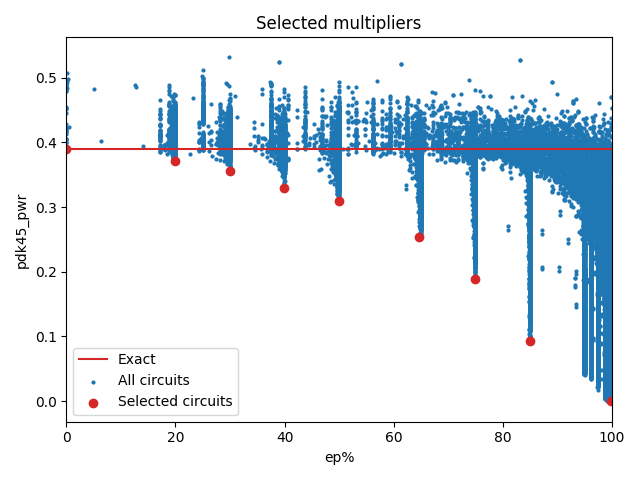 Selected multipliers
pdk45_pwr
0.5
0.4
0.3
0.2
0.1
0.0
Exact
All circuits
Selected circuits
0
20
40
60
80
100
ep%